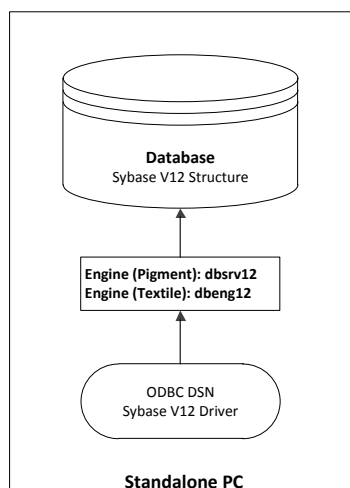 Database
Sybase V12 Structure
Engine (Pigment): dbsrv12
Engine (Textile): dbeng12
ODBC DSN
Sybase V12 Driver
Standalone PC